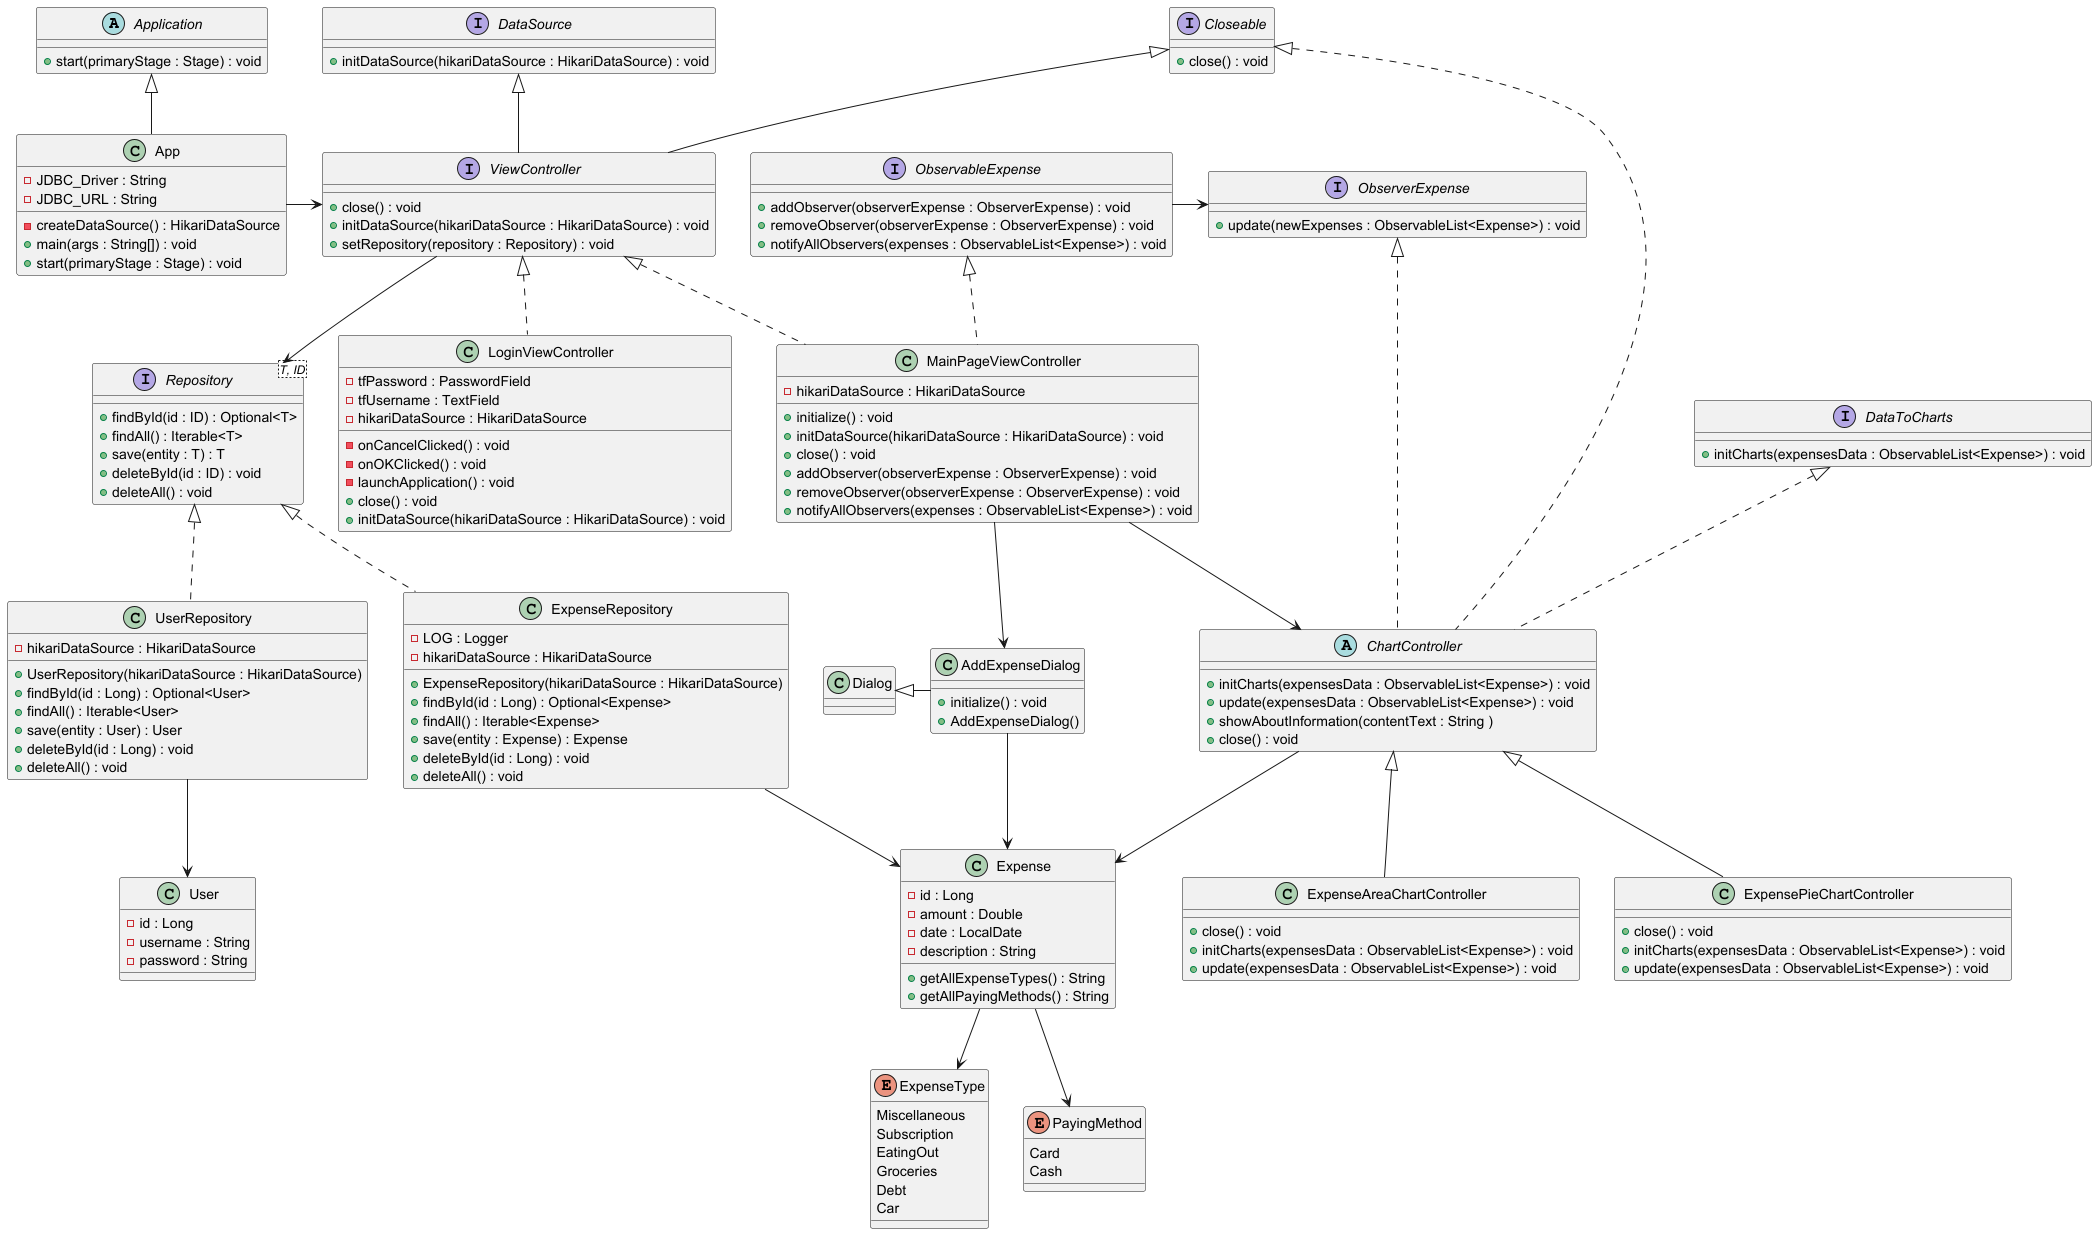 A Application
start(primaryStage : Stage) : void
I DataSource
initDataSource(hikariDataSource : HikariDataSource) : void
I Closeable
close() : void
C App
JDBC_Driver : String
JDBC_URL : String
createDataSource() : HikariDataSource
main(args : String[]) : void
start(primaryStage : Stage) : void
I ViewController
close() : void
initDataSource(hikariDataSource : HikariDataSource) : void
setRepository(repository : Repository) : void
I ObservableExpense
addObserver(observerExpense : ObserverExpense) : void
removeObserver(observerExpense : ObserverExpense) : void
notifyAllObservers(expenses : ObservableList<Expense>) : void
I ObserverExpense
update(newExpenses : ObservableList<Expense>) : void
I Repository
T, ID
findById(id : ID) : Optional<T>
findAll() : Iterable<T>
save(entity : T) : T
deleteById(id : ID) : void
deleteAll() : void
C LoginViewController
tfPassword : PasswordField
tfUsername : TextField
hikariDataSource : HikariDataSource
onCancelClicked() : void
onOKClicked() : void
launchApplication() : void
close() : void
initDataSource(hikariDataSource : HikariDataSource) : void
C MainPageViewController
hikariDataSource : HikariDataSource
initialize() : void
initDataSource(hikariDataSource : HikariDataSource) : void
close() : void
addObserver(observerExpense : ObserverExpense) : void
removeObserver(observerExpense : ObserverExpense) : void
notifyAllObservers(expenses : ObservableList<Expense>) : void
I DataToCharts
initCharts(expensesData : ObservableList<Expense>) : void
C UserRepository
hikariDataSource : HikariDataSource
UserRepository(hikariDataSource : HikariDataSource)
findById(id : Long) : Optional<User>
findAll() : Iterable<User>
save(entity : User) : User
deleteById(id : Long) : void
deleteAll() : void
C ExpenseRepository
LOG : Logger
hikariDataSource : HikariDataSource
ExpenseRepository(hikariDataSource : HikariDataSource)
findById(id : Long) : Optional<Expense>
findAll() : Iterable<Expense>
save(entity : Expense) : Expense
deleteById(id : Long) : void
deleteAll() : void
C Dialog
C AddExpenseDialog
initialize() : void
AddExpenseDialog()
A ChartController
initCharts(expensesData : ObservableList<Expense>) : void
update(expensesData : ObservableList<Expense>) : void
showAboutInformation(contentText : String )
close() : void
C User
id : Long
username : String
password : String
C Expense
id : Long
amount : Double
date : LocalDate
description : String
getAllExpenseTypes() : String
getAllPayingMethods() : String
C ExpenseAreaChartController
close() : void
initCharts(expensesData : ObservableList<Expense>) : void
update(expensesData : ObservableList<Expense>) : void
C ExpensePieChartController
close() : void
initCharts(expensesData : ObservableList<Expense>) : void
update(expensesData : ObservableList<Expense>) : void
E ExpenseType
Miscellaneous
Subscription
EatingOut
Groceries
Debt
Car
E PayingMethod
Card
Cash